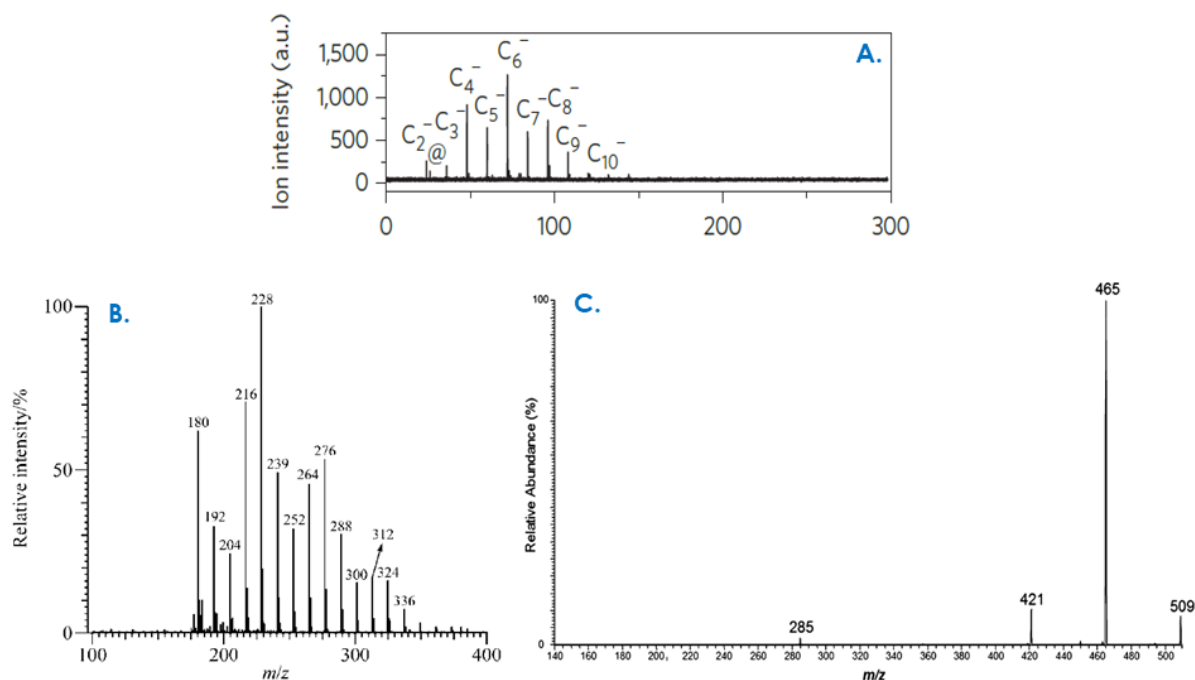 A.
Ion intensity (a.u.)
1,500
1,000
500
0
C₂⁻
@
C₃⁻
C₄⁻
C₅⁻
C₆⁻
C₇⁻
C₈⁻
C₉⁻
C₁₀⁻
0 100 200 300
B.
Relative intensity/%
100
50
0
180
192
204
216
228
239
252
264
276
288
300
312
324
336
100 200 300 400
m/z
C.
Relative Abundance (%)
100
0
285
421
465
509
140 160 180 200 220 240 260 280 300 320 340 360 380 400 420 440 460 480 500
m/z